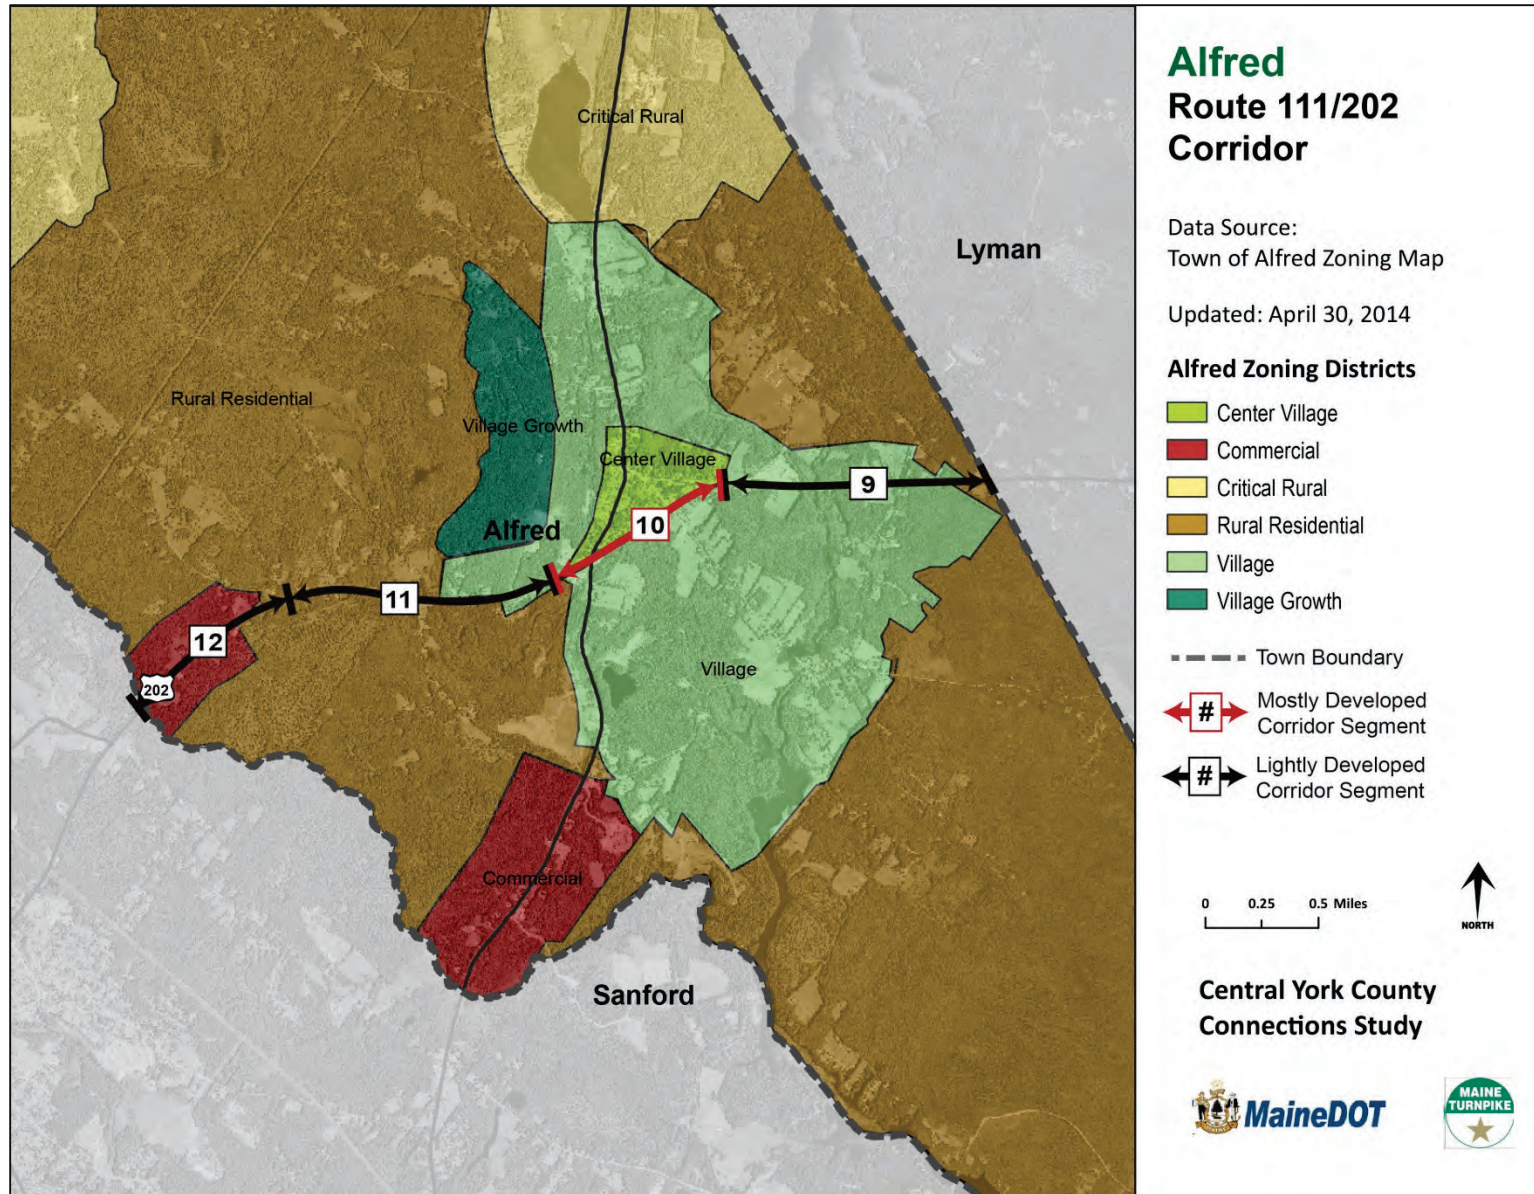 Critical Rural
Lyman
Rural Residential
Village Growth
Center Village
9
10
Alfred
11
12
202
Village
Commercial
Sanford
Alfred
Route 111/202
Corridor
Data Source:
Town of Alfred Zoning Map
Updated: April 30, 2014
Alfred Zoning Districts
Center Village
Commercial
Critical Rural
Rural Residential
Village
Village Growth
Town Boundary
# Mostly Developed
Corridor Segment
# Lightly Developed
Corridor Segment
0 0.25 0.5 Miles
NORTH
Central York County
Connections Study
MaineDOT
MAINE
TURNPIKE